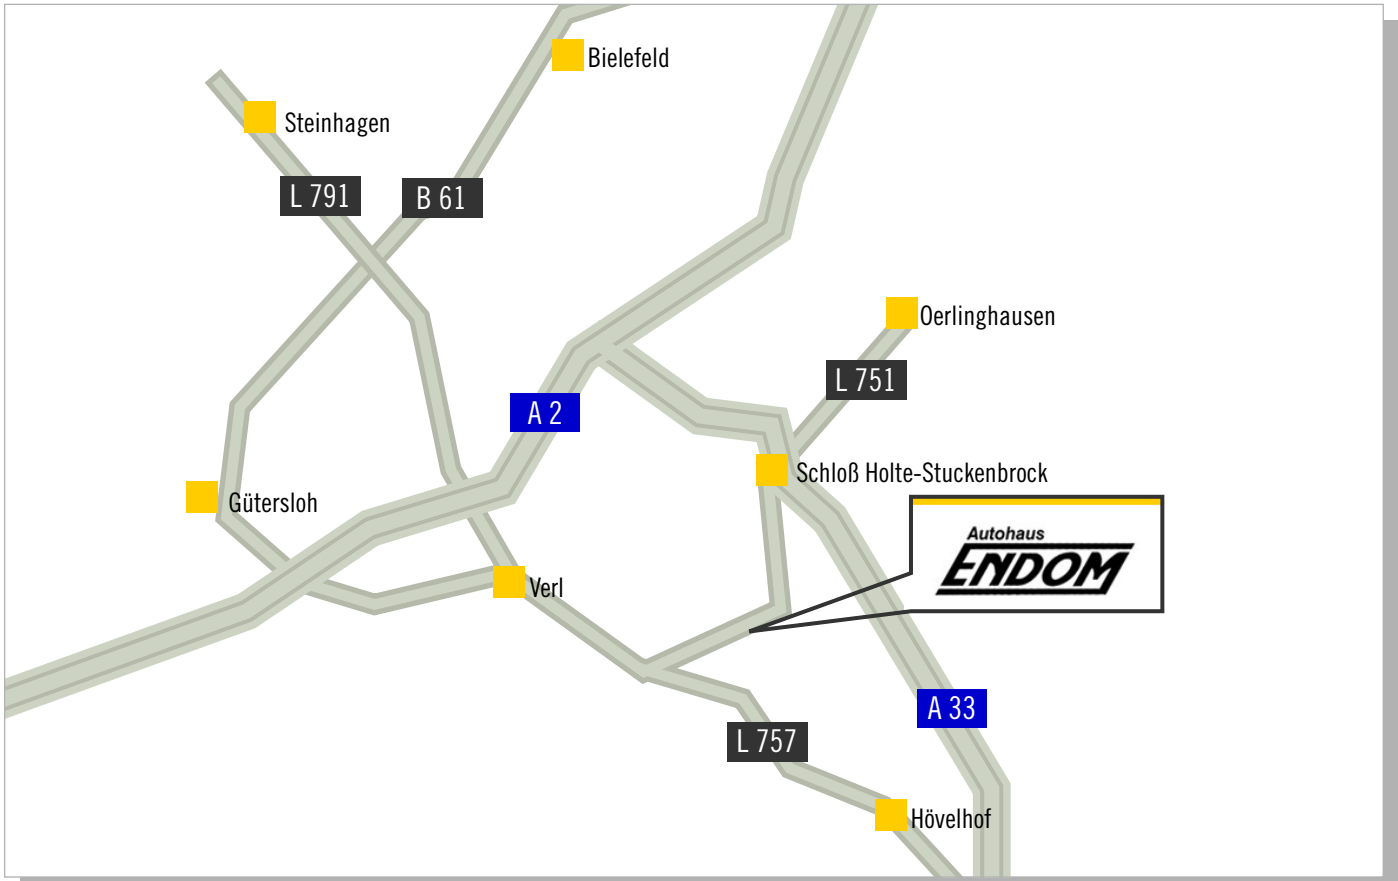 Bielefeld
Steinhagen
L 791
B 61
Oerlinghausen
L 751
A 2
Schloß Holte-Stuckenbrock
Gütersloh
Autohaus
ENDOM
Verl
A 33
L 757
Hövelhof